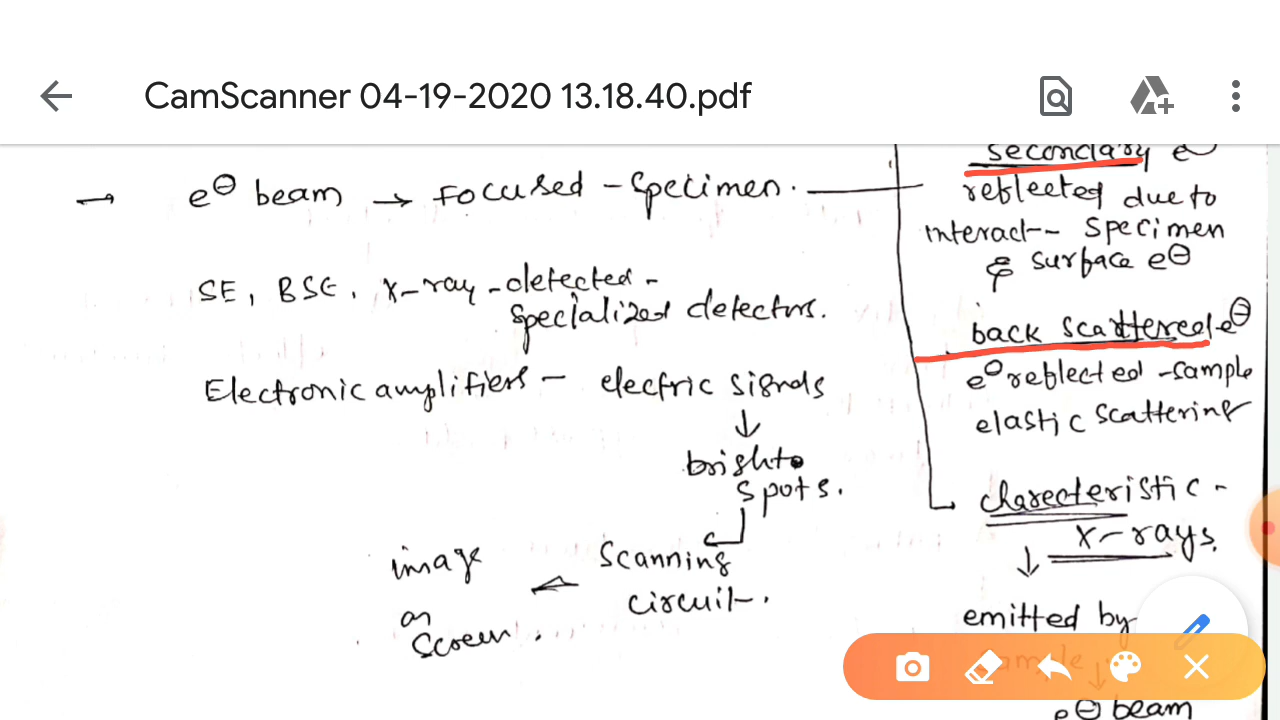 CamScanner 04-19-2020 13.18.40.pdf
→ e⊖ beam → Focused - Specimen.
SE, BSE, X-ray - detected -
specialized detectors.
Electronic amplifiers - electric signals
↓
bright
spots.
Scanning
circuit.
←
image
on
Screen.
secondary e⊖
reflected due to
interact-- specimen
& surface e⊖
back scattered e⊖
e⊖ reflected - sample
elastic scattering
charecteristic -
X-rays.
↓
emitted by
sample
↓
e⊖ beam